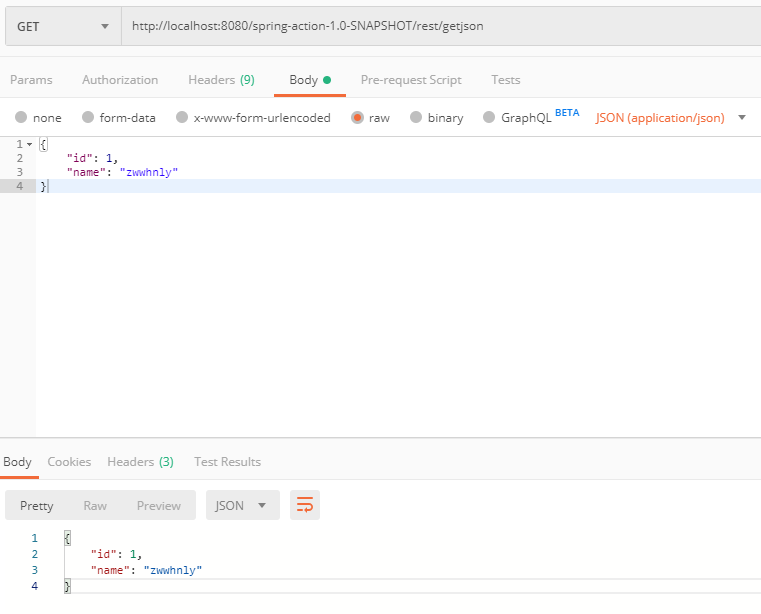 GET http://localhost:8080/spring-action-1.0-SNAPSHOT/rest/getjson
Params Authorization Headers (9) Body Pre-request Script Tests
none form-data x-www-form-urlencoded raw binary GraphQL BETA JSON (application/json)
1 {
2 "id": 1,
3 "name": "zwwhnly"
4 }
Body Cookies Headers (3) Test Results
Pretty Raw Preview JSON
1 {
2 "id": 1,
3 "name": "zwwhnly"
4 }